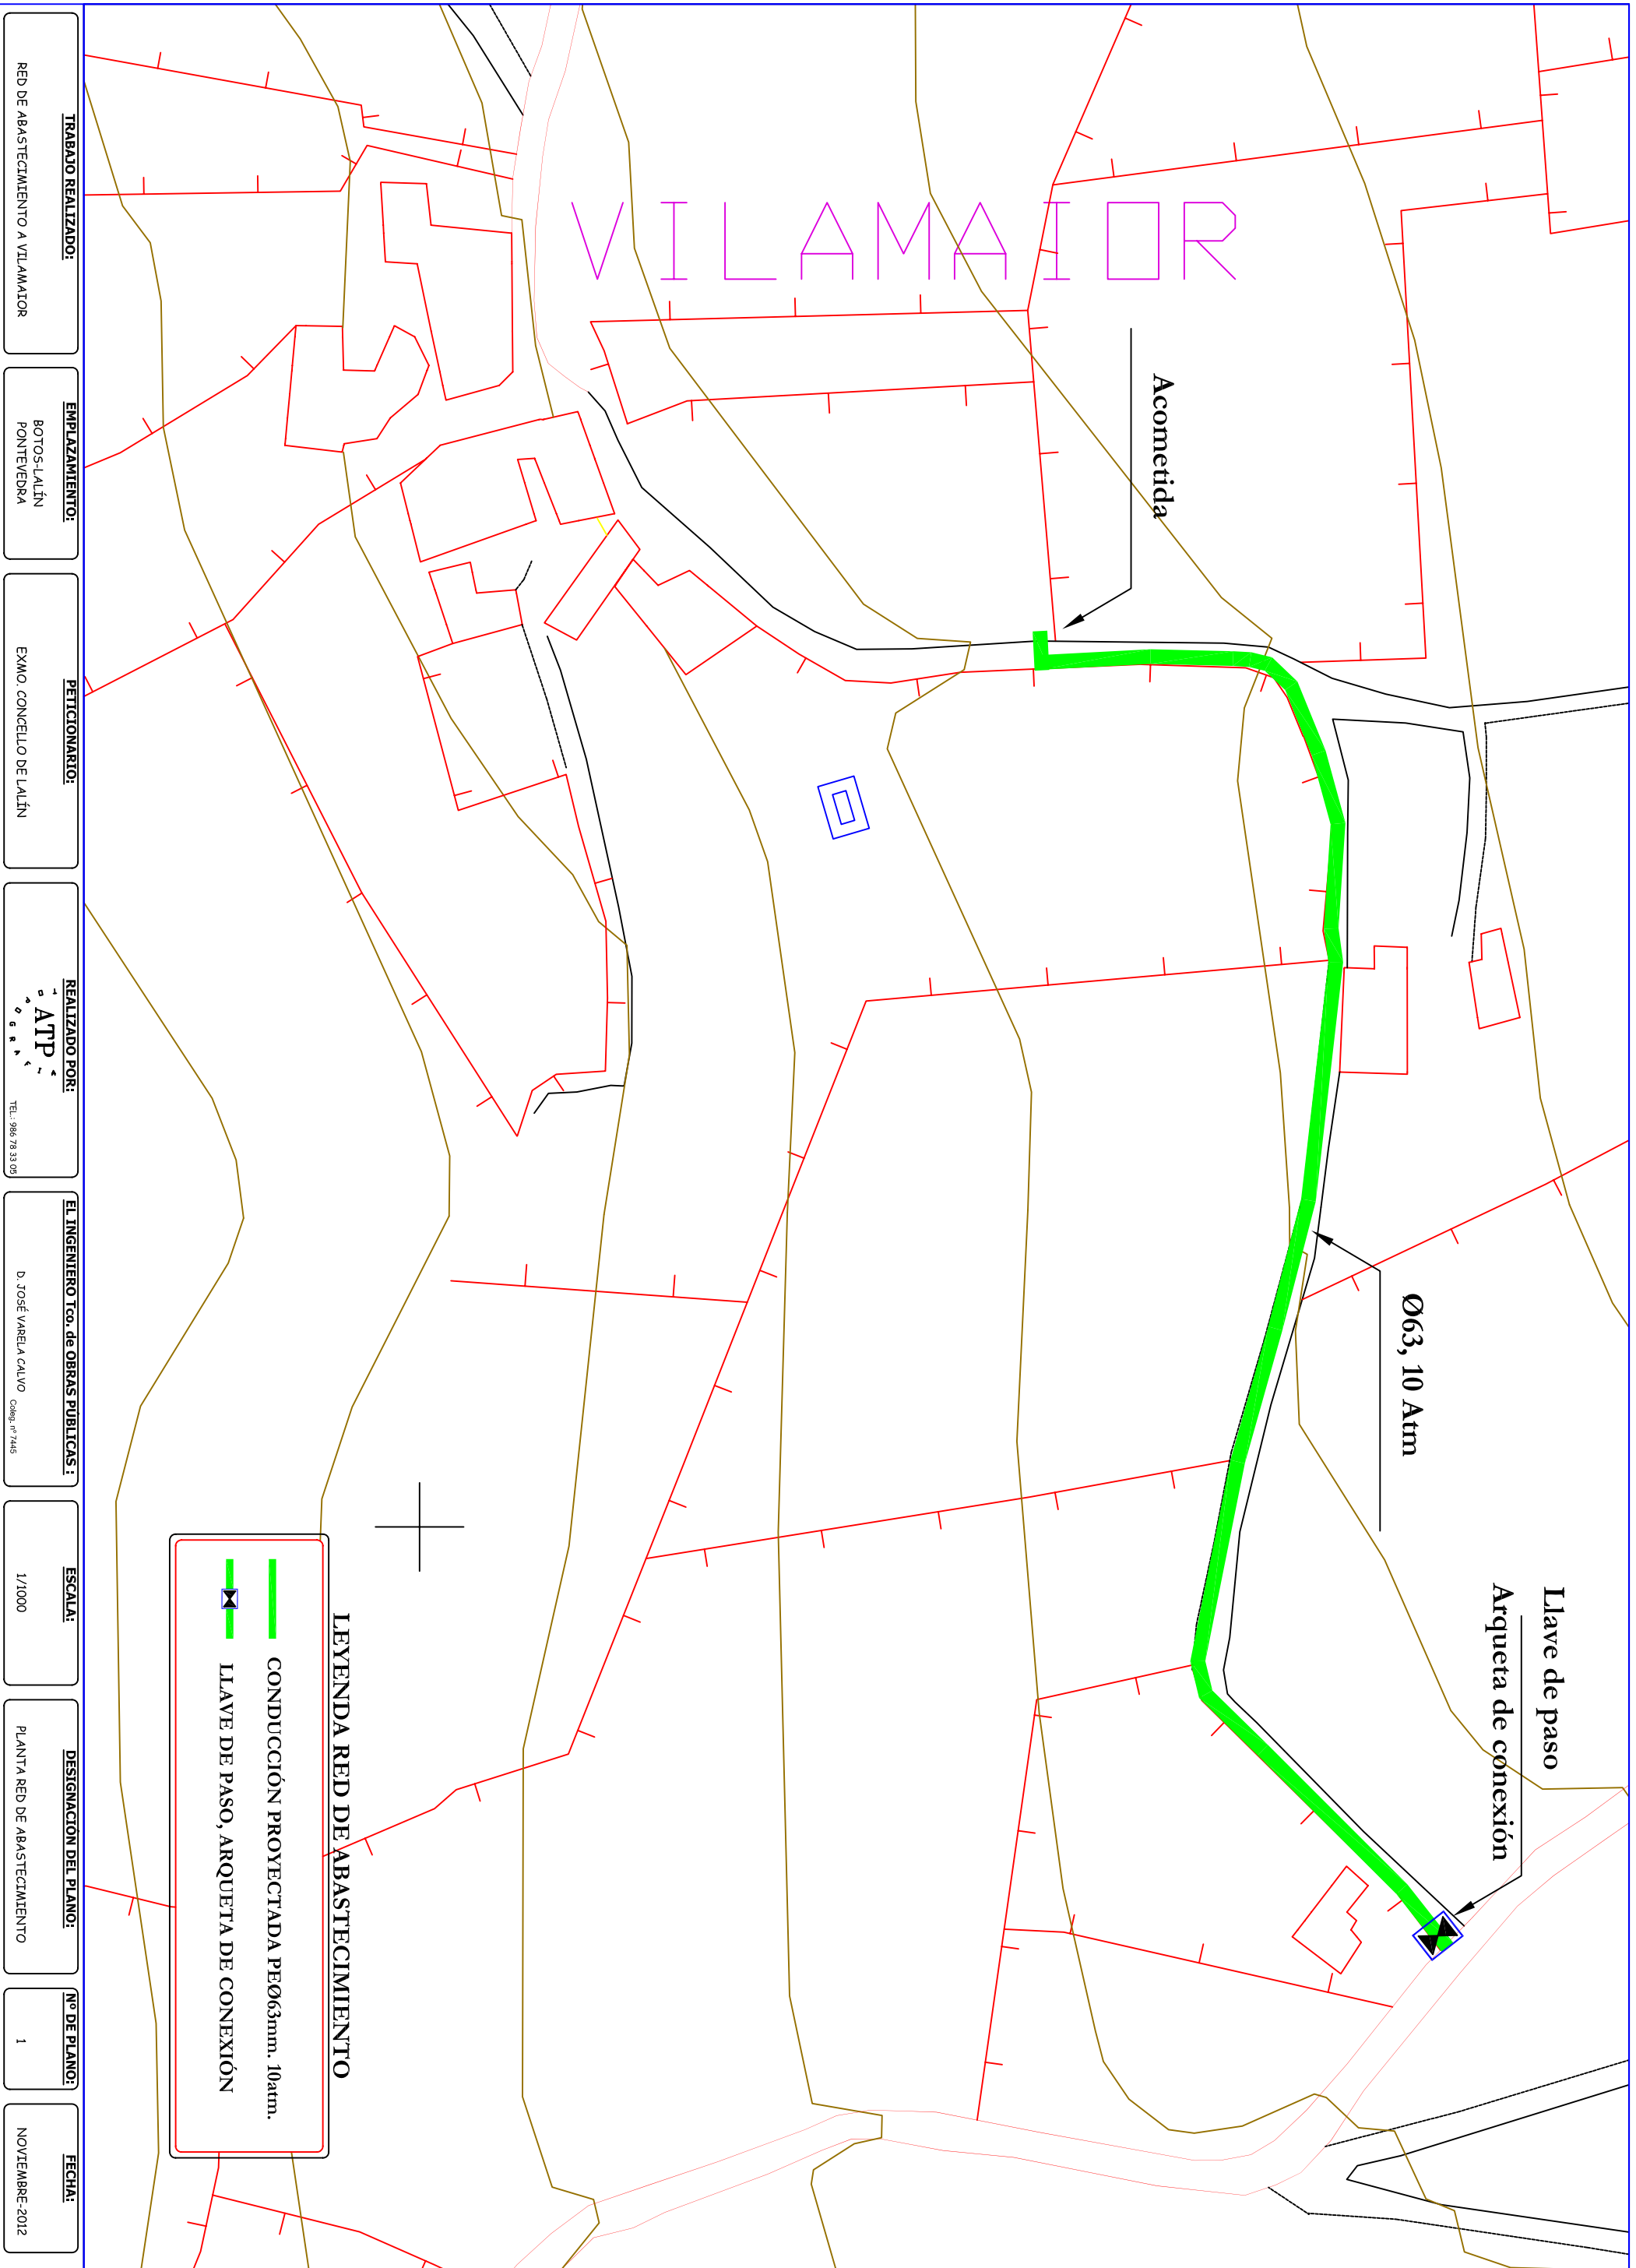 VILAMAIOR
Acometida
Ø63, 10 Atm
Llave de paso
Arqueta de conexión
LEYENDA RED DE ABASTECIMIENTO
CONDUCCIÓN PROYECTADA PEØ63mm. 10atm.
LLAVE DE PASO, ARQUETA DE CONEXIÓN
TRABAJO REALIZADO:
RED DE ABASTECIMIENTO A VILAMAIOR
EMPLAZAMIENTO:
BOTOS-LALÍN
PONTEVEDRA
PETICIONARIO:
EXMO. CONCELLO DE LALÍN
REALIZADO POR:
ATP
TOPOGRAFIA
TEL.: 986 78 33 05
EL INGENIERO Tco. de OBRAS PUBLICAS :
D. JOSÉ VARELA CALVO Coleg. nº 7445
ESCALA:
1/1000
DESIGNACIÓN DEL PLANO:
PLANTA RED DE ABASTECIMIENTO
Nº DE PLANO:
1
FECHA:
NOVIEMBRE-2012